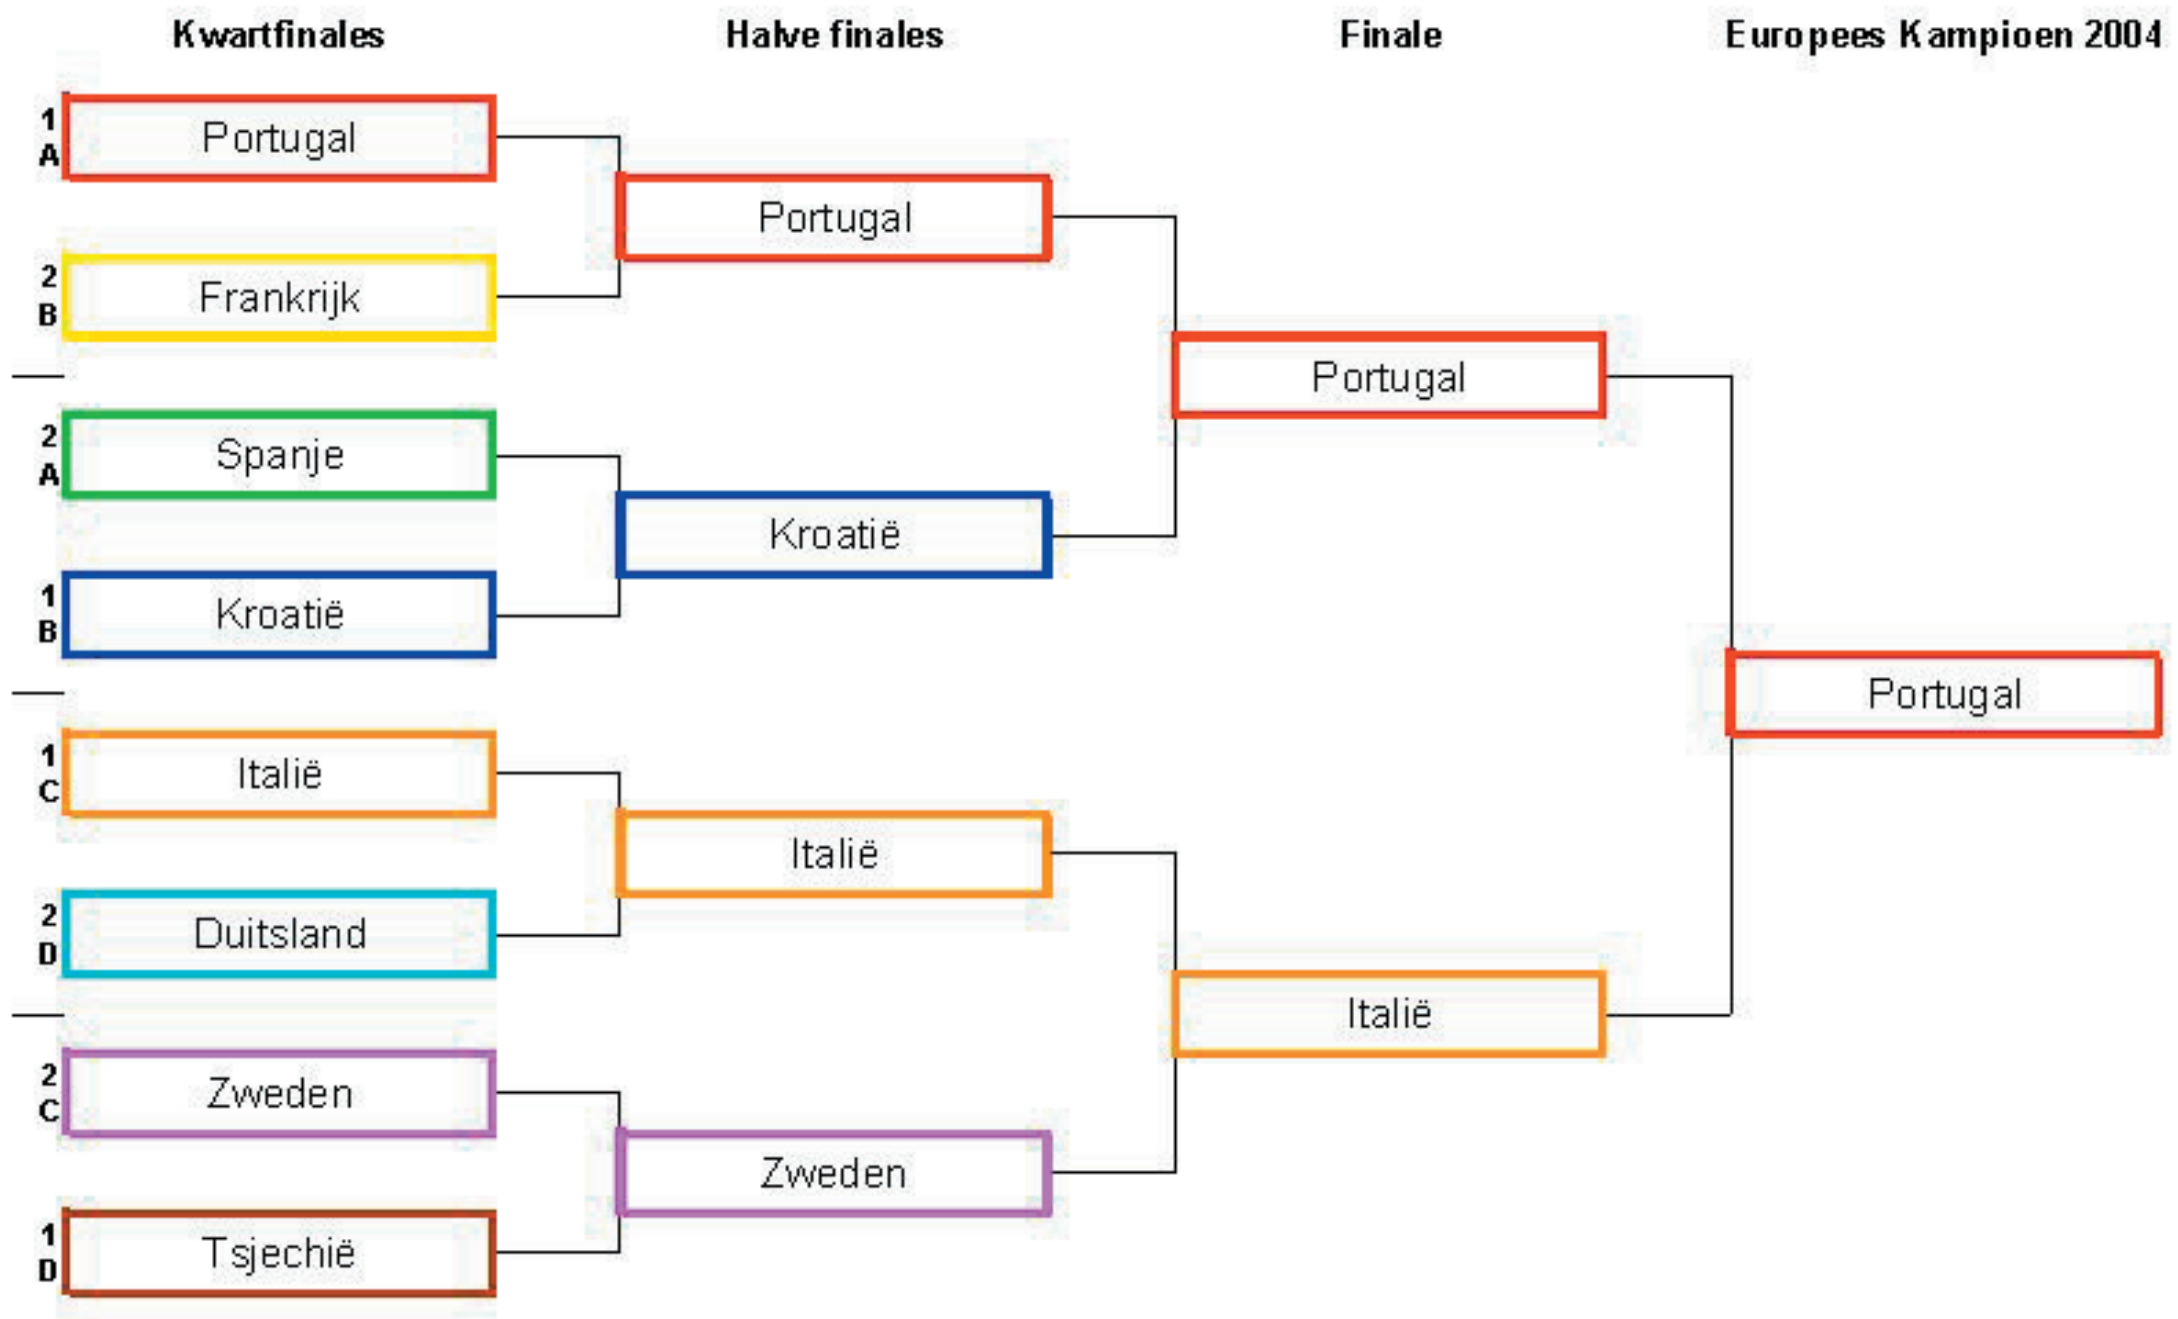 Kwartfinales
Halve finales
Finale
Europees Kampioen 2004
1
A
Portugal
Portugal
2
B
Frankrijk
Portugal
2
A
Spanje
Kroatië
1
B
Kroatië
Portugal
1
C
Italië
Italië
2
D
Duitsland
Italië
2
C
Zweden
Zweden
1
D
Tsjechië